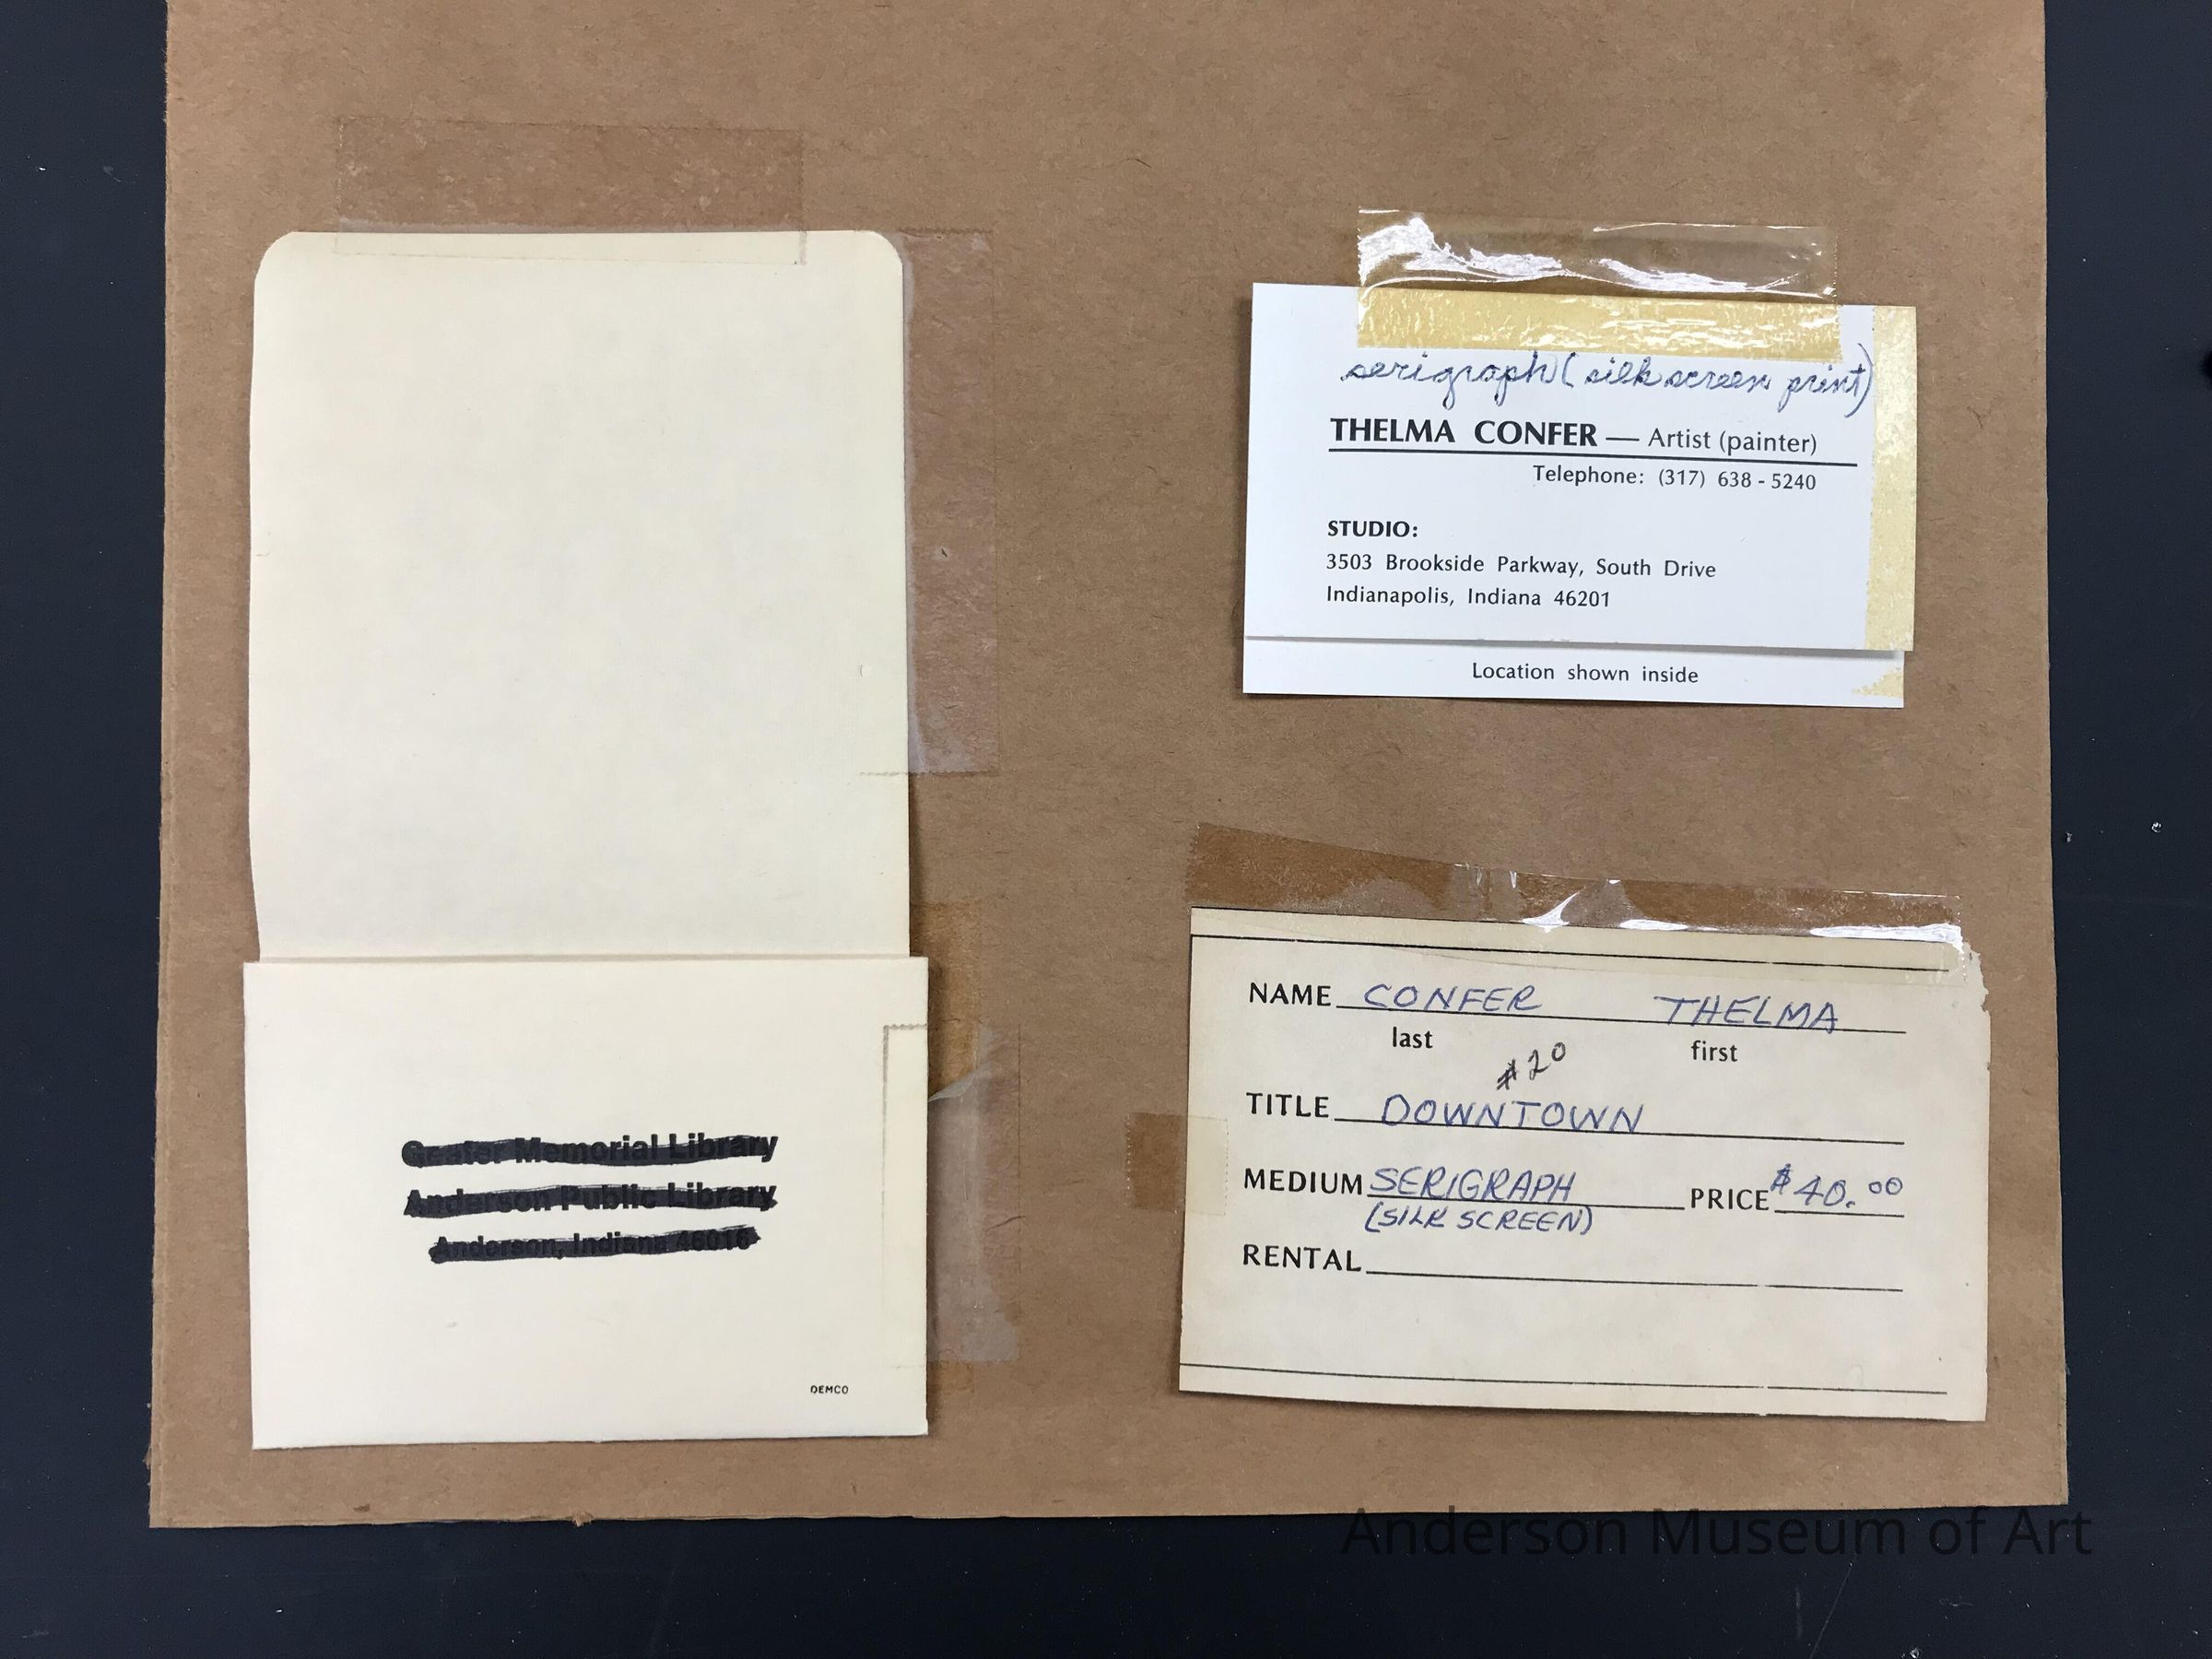 Greater Memorial Library
Anderson Public Library
Anderson, Indiana 46016
DEMCO
serigraph (silk screen print)
THELMA CONFER — Artist (painter)
Telephone: (317) 638 - 5240
STUDIO:
3503 Brookside Parkway, South Drive
Indianapolis, Indiana 46201
Location shown inside
NAME CONFER THELMA
last first
#20
TITLE DOWNTOWN
MEDIUM SERIGRAPH PRICE $40.00
(SILK SCREEN)
RENTAL
Anderson Museum of Art